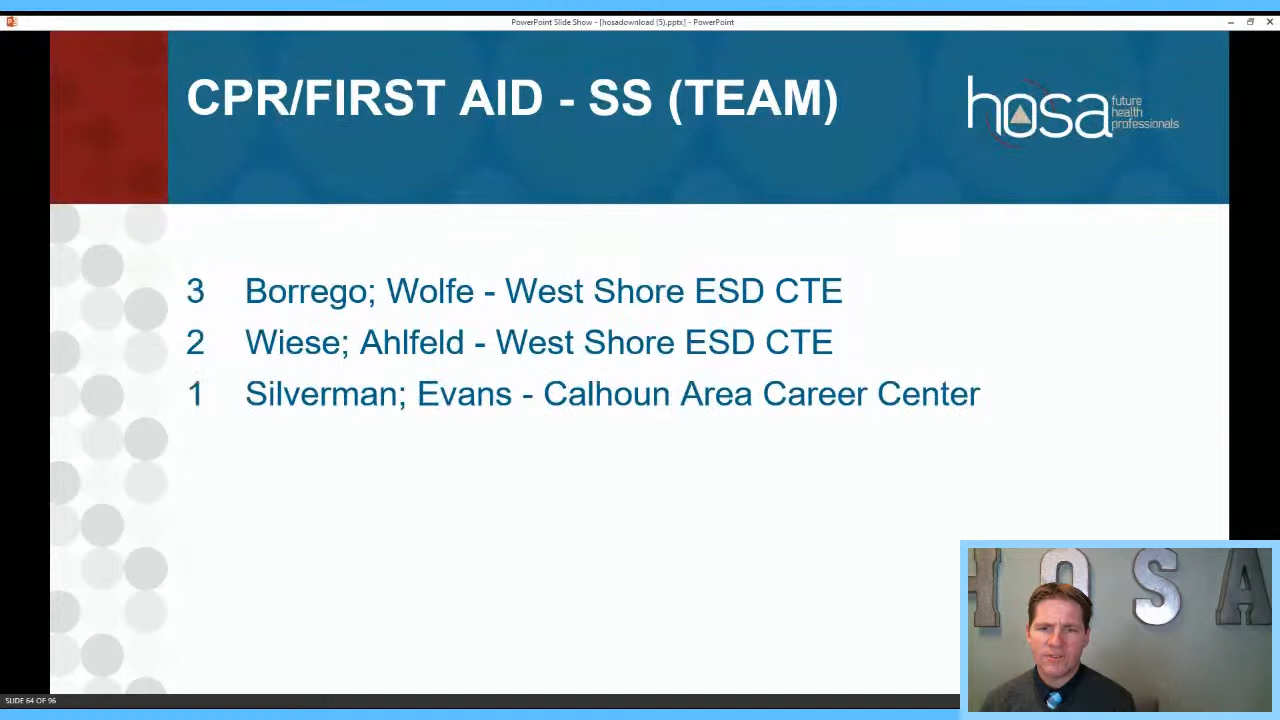 PowerPoint Slide Show - [hosadownload (5).pptx] - PowerPoint
CPR/FIRST AID - SS (TEAM)
hosa future
health
professionals
3 Borrego; Wolfe - West Shore ESD CTE
2 Wiese; Ahlfeld - West Shore ESD CTE
1 Silverman; Evans - Calhoun Area Career Center
HOSA
SLIDE 64 OF 96